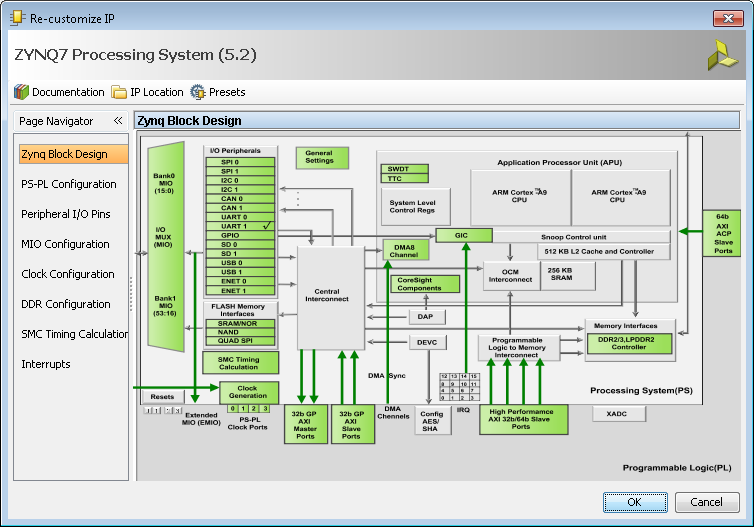 Re-customize IP
ZYNQ7 Processing System (5.2)
Documentation IP Location Presets
Page Navigator «
Zynq Block Design
PS-PL Configuration
Peripheral I/O Pins
MIO Configuration
Clock Configuration
DDR Configuration
SMC Timing Calculation
Interrupts
Zynq Block Design
I/O Peripherals
SPI 0
SPI 1
I2C 0
I2C 1
CAN 0
CAN 1
UART 0
UART 1
GPIO
SD 0
SD 1
USB 0
USB 1
ENET 0
ENET 1
Bank0
MIO
(15:0)
I/O
MUX
(MIO)
Bank1
MIO
(53:16)
FLASH Memory
Interfaces
SRAM/NOR
NAND
QUAD SPI
SMC Timing
Calculation
General
Settings
Application Processor Unit (APU)
SWDT
TTC
System Level
Control Regs
ARM Cortex ™A9
CPU
ARM Cortex ™A9
CPU
GIC
Snoop Control unit
DMA8
Channel
512 KB L2 Cache and Controller
OCM
Interconnect
256 KB
SRAM
CoreSight
Components
Central
Interconnect
DAP
DEVC
Programmable
Logic to Memory
Interconnect
Memory Interfaces
DDR2/3,LPDDR2
Controller
64b
AXI
ACP
Slave
Ports
DMA Sync
12 13 14 15
8 9 10 11
4 5 6 7
0 1 2 3
Processing System(PS)
Resets
Clock
Generation
0 1 2 3
Extended
MIO (EMIO)
PS-PL
Clock Ports
32b GP
AXI
Master
Ports
32b GP
AXI
Slave
Ports
DMA
Channels
Config
AES/
SHA
IRQ
High Performamce
AXI 32b/64b Slave
Ports
XADC
Programmable Logic(PL)
OK Cancel